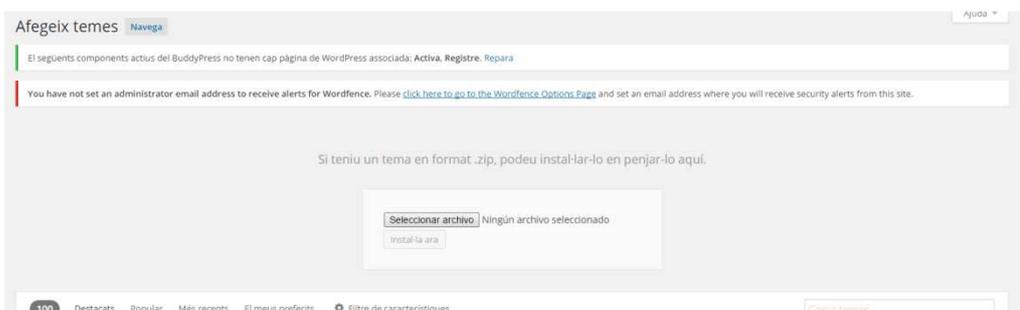 Ajuda
Afegeix temes Navega
El següents components actius del BuddyPress no tenen cap pàgina de WordPress associada: Activa, Registre. Repara
You have not set an administrator email address to receive alerts for Wordfence. Please click here to go to the Wordfence Options Page and set an email address where you will receive security alerts from this site.
Si teniu un tema en format .zip, podeu instal·lar-lo en penjar-lo aquí.
Seleccionar archivo Ningún archivo seleccionado
Instal·la ara
100 Destacats Popular Més recents El meus preferits Filtre de característiques